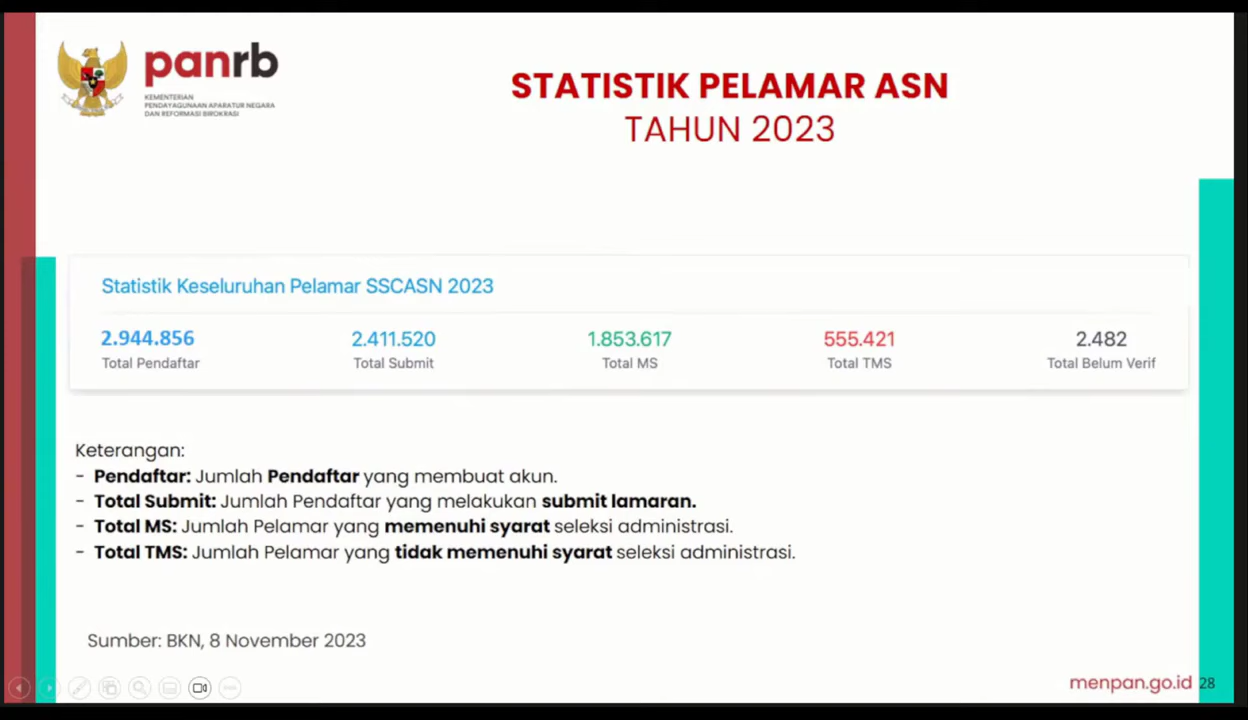 panrb
KEMENTERIAN
PENDAYAGUNAAN APARATUR NEGARA
DAN REFORMASI BIROKRASI
STATISTIK PELAMAR ASN
TAHUN 2023
Statistik Keseluruhan Pelamar SSCASN 2023
2.944.856 2.411.520 1.853.617 555.421 2.482
Total Pendaftar Total Submit Total MS Total TMS Total Belum Verif
Keterangan:
- Pendaftar: Jumlah Pendaftar yang membuat akun.
- Total Submit: Jumlah Pendaftar yang melakukan submit lamaran.
- Total MS: Jumlah Pelamar yang memenuhi syarat seleksi administrasi.
- Total TMS: Jumlah Pelamar yang tidak memenuhi syarat seleksi administrasi.
Sumber: BKN, 8 November 2023
menpan.go.id 28